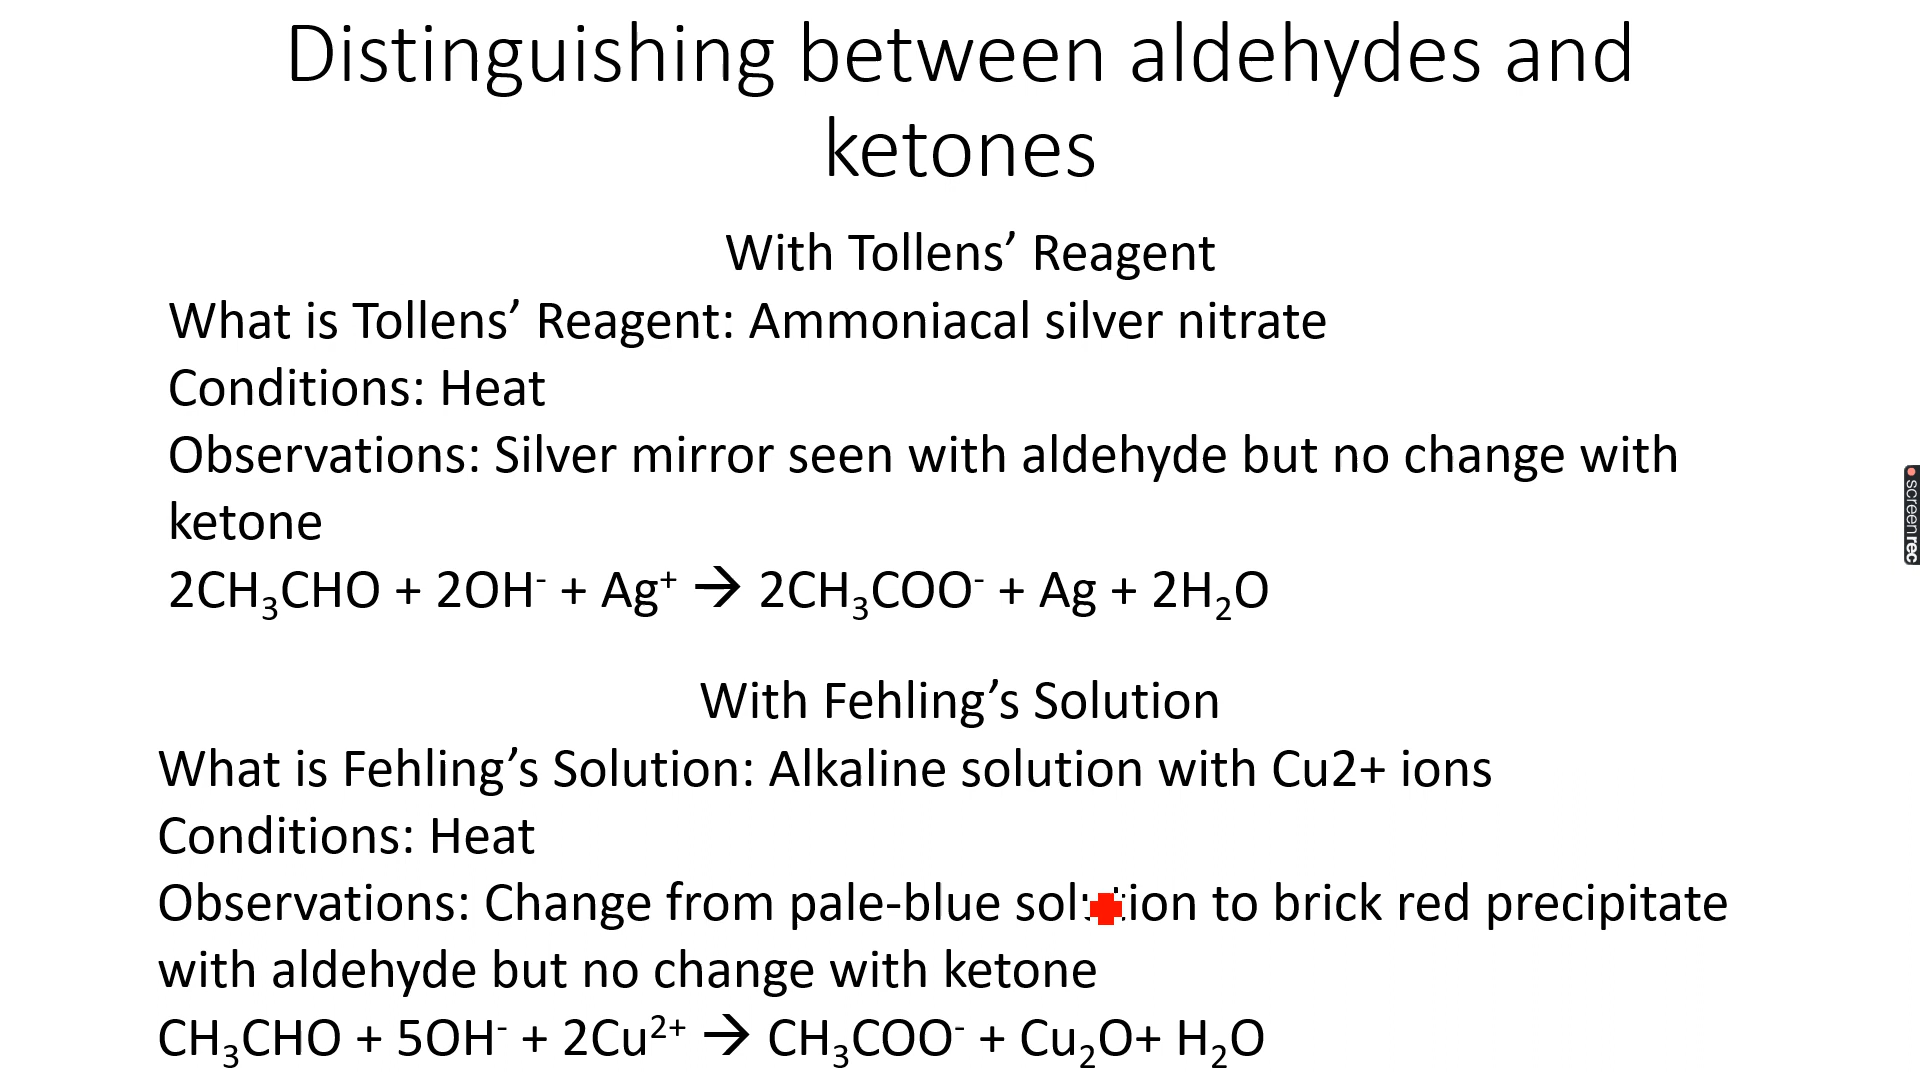 Distinguishing between aldehydes and
ketones
With Tollens’ Reagent
What is Tollens’ Reagent: Ammoniacal silver nitrate
Conditions: Heat
Observations: Silver mirror seen with aldehyde but no change with
ketone
2CH₃CHO + 2OH⁻ + Ag⁺ → 2CH₃COO⁻ + Ag + 2H₂O
With Fehling’s Solution
What is Fehling’s Solution: Alkaline solution with Cu2+ ions
Conditions: Heat
Observations: Change from pale-blue solution to brick red precipitate
with aldehyde but no change with ketone
CH₃CHO + 5OH⁻ + 2Cu²⁺ → CH₃COO⁻ + Cu₂O+ H₂O
screenrec